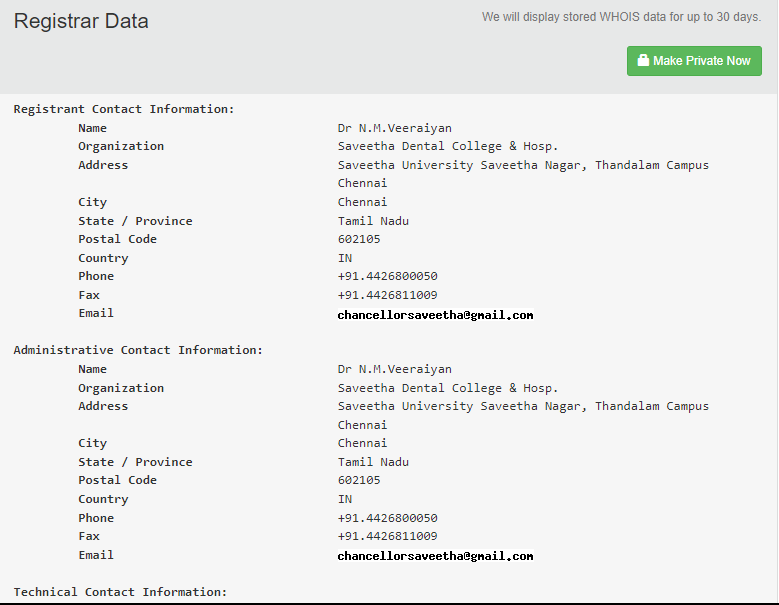 Registrar Data
We will display stored WHOIS data for up to 30 days.
Make Private Now
Registrant Contact Information:
Name Dr N.M.Veeraiyan
Organization Saveetha Dental College & Hosp.
Address Saveetha University Saveetha Nagar, Thandalam Campus
Chennai
City Chennai
State / Province Tamil Nadu
Postal Code 602105
Country IN
Phone +91.4426800050
Fax +91.4426811009
Email chancellorsaveetha@gmail.com
Administrative Contact Information:
Name Dr N.M.Veeraiyan
Organization Saveetha Dental College & Hosp.
Address Saveetha University Saveetha Nagar, Thandalam Campus
Chennai
City Chennai
State / Province Tamil Nadu
Postal Code 602105
Country IN
Phone +91.4426800050
Fax +91.4426811009
Email chancellorsaveetha@gmail.com
Technical Contact Information: